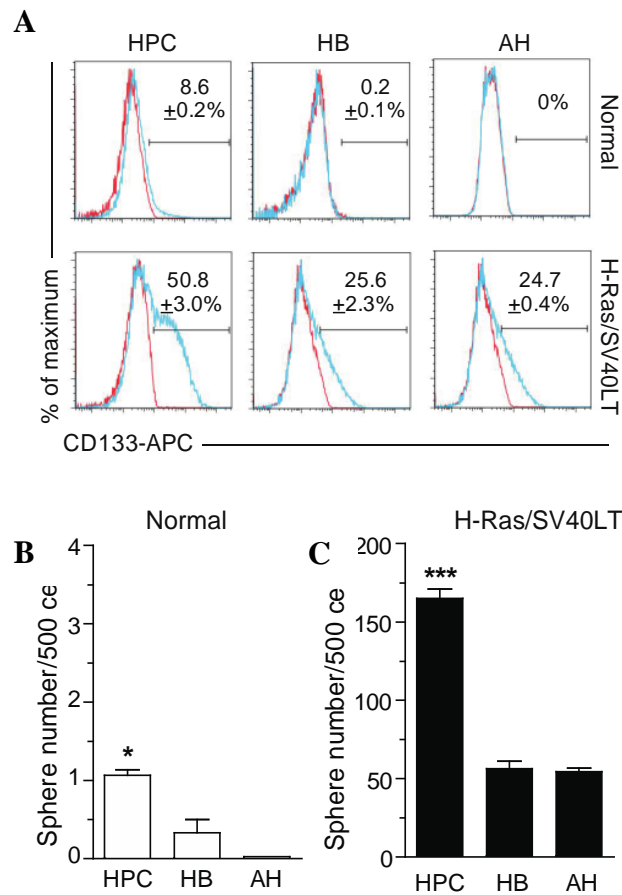 A
HPC HB AH
8.6
±0.2%
0.2
±0.1%
0%
Normal
50.8
±3.0%
25.6
±2.3%
24.7
±0.4%
H-Ras/SV40LT
% of maximum
CD133-APC
B
Normal
Sphere number/500 ce
4
3
2
1
0
*
HPC HB AH
C
H-Ras/SV40LT
Sphere number/500 ce
200
150
100
50
0
***
HPC HB AH